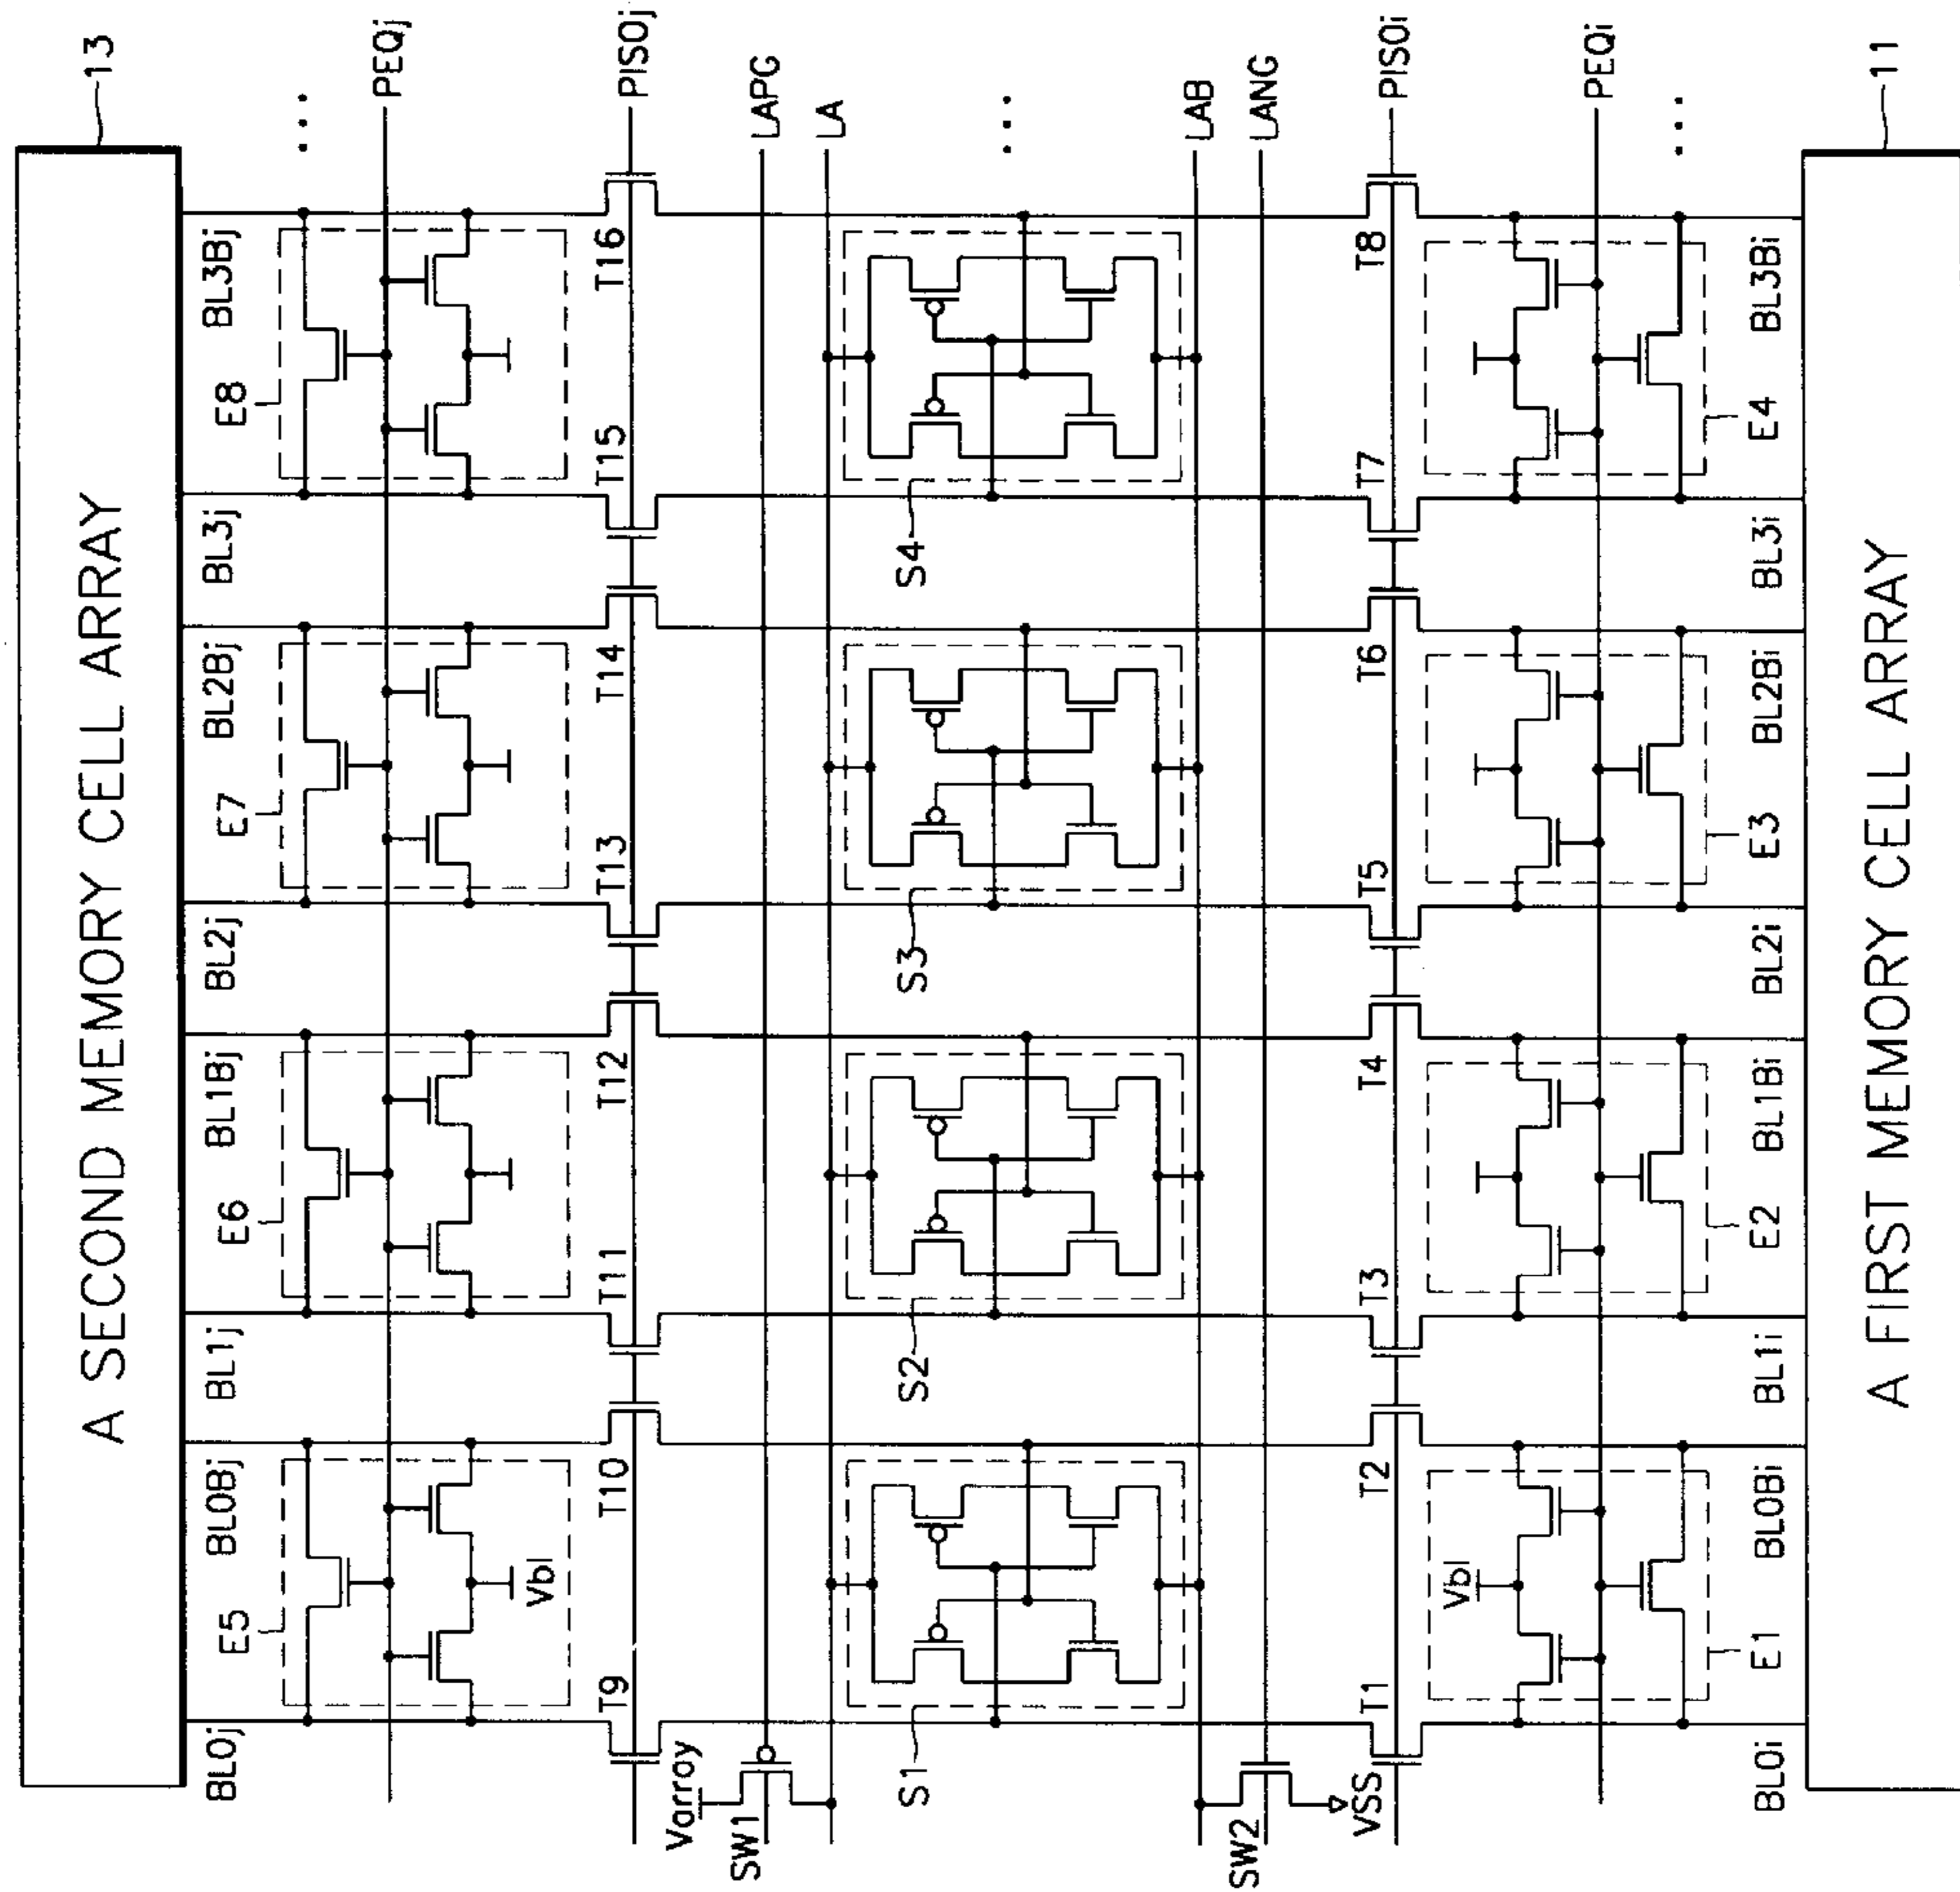 A SECOND MEMORY CELL ARRAY
13
BL0j BL0Bj BL1j BL1Bj BL2j BL2Bj BL3j BL3Bj
E5 E6 E7 E8
PEQj
Vbl
T9 T10 T11 T12 T13 T14 T15 T16
PISOj
Varray
SW1
LAPG
LA
S1 S2 S3 S4
LAB
SW2
LANG
VSS
T1 T2 T3 T4 T5 T6 T7 T8
PISOi
Vbl
PEQi
E1 E2 E3 E4
BL0i BL0Bi BL1i BL1Bi BL2i BL2Bi BL3i BL3Bi
11
A FIRST MEMORY CELL ARRAY